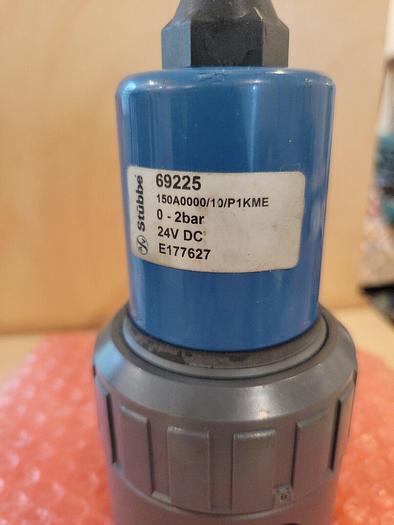 Stübbe
69225
150A0000/10/P1KME
0 - 2bar
24V DC
E177627